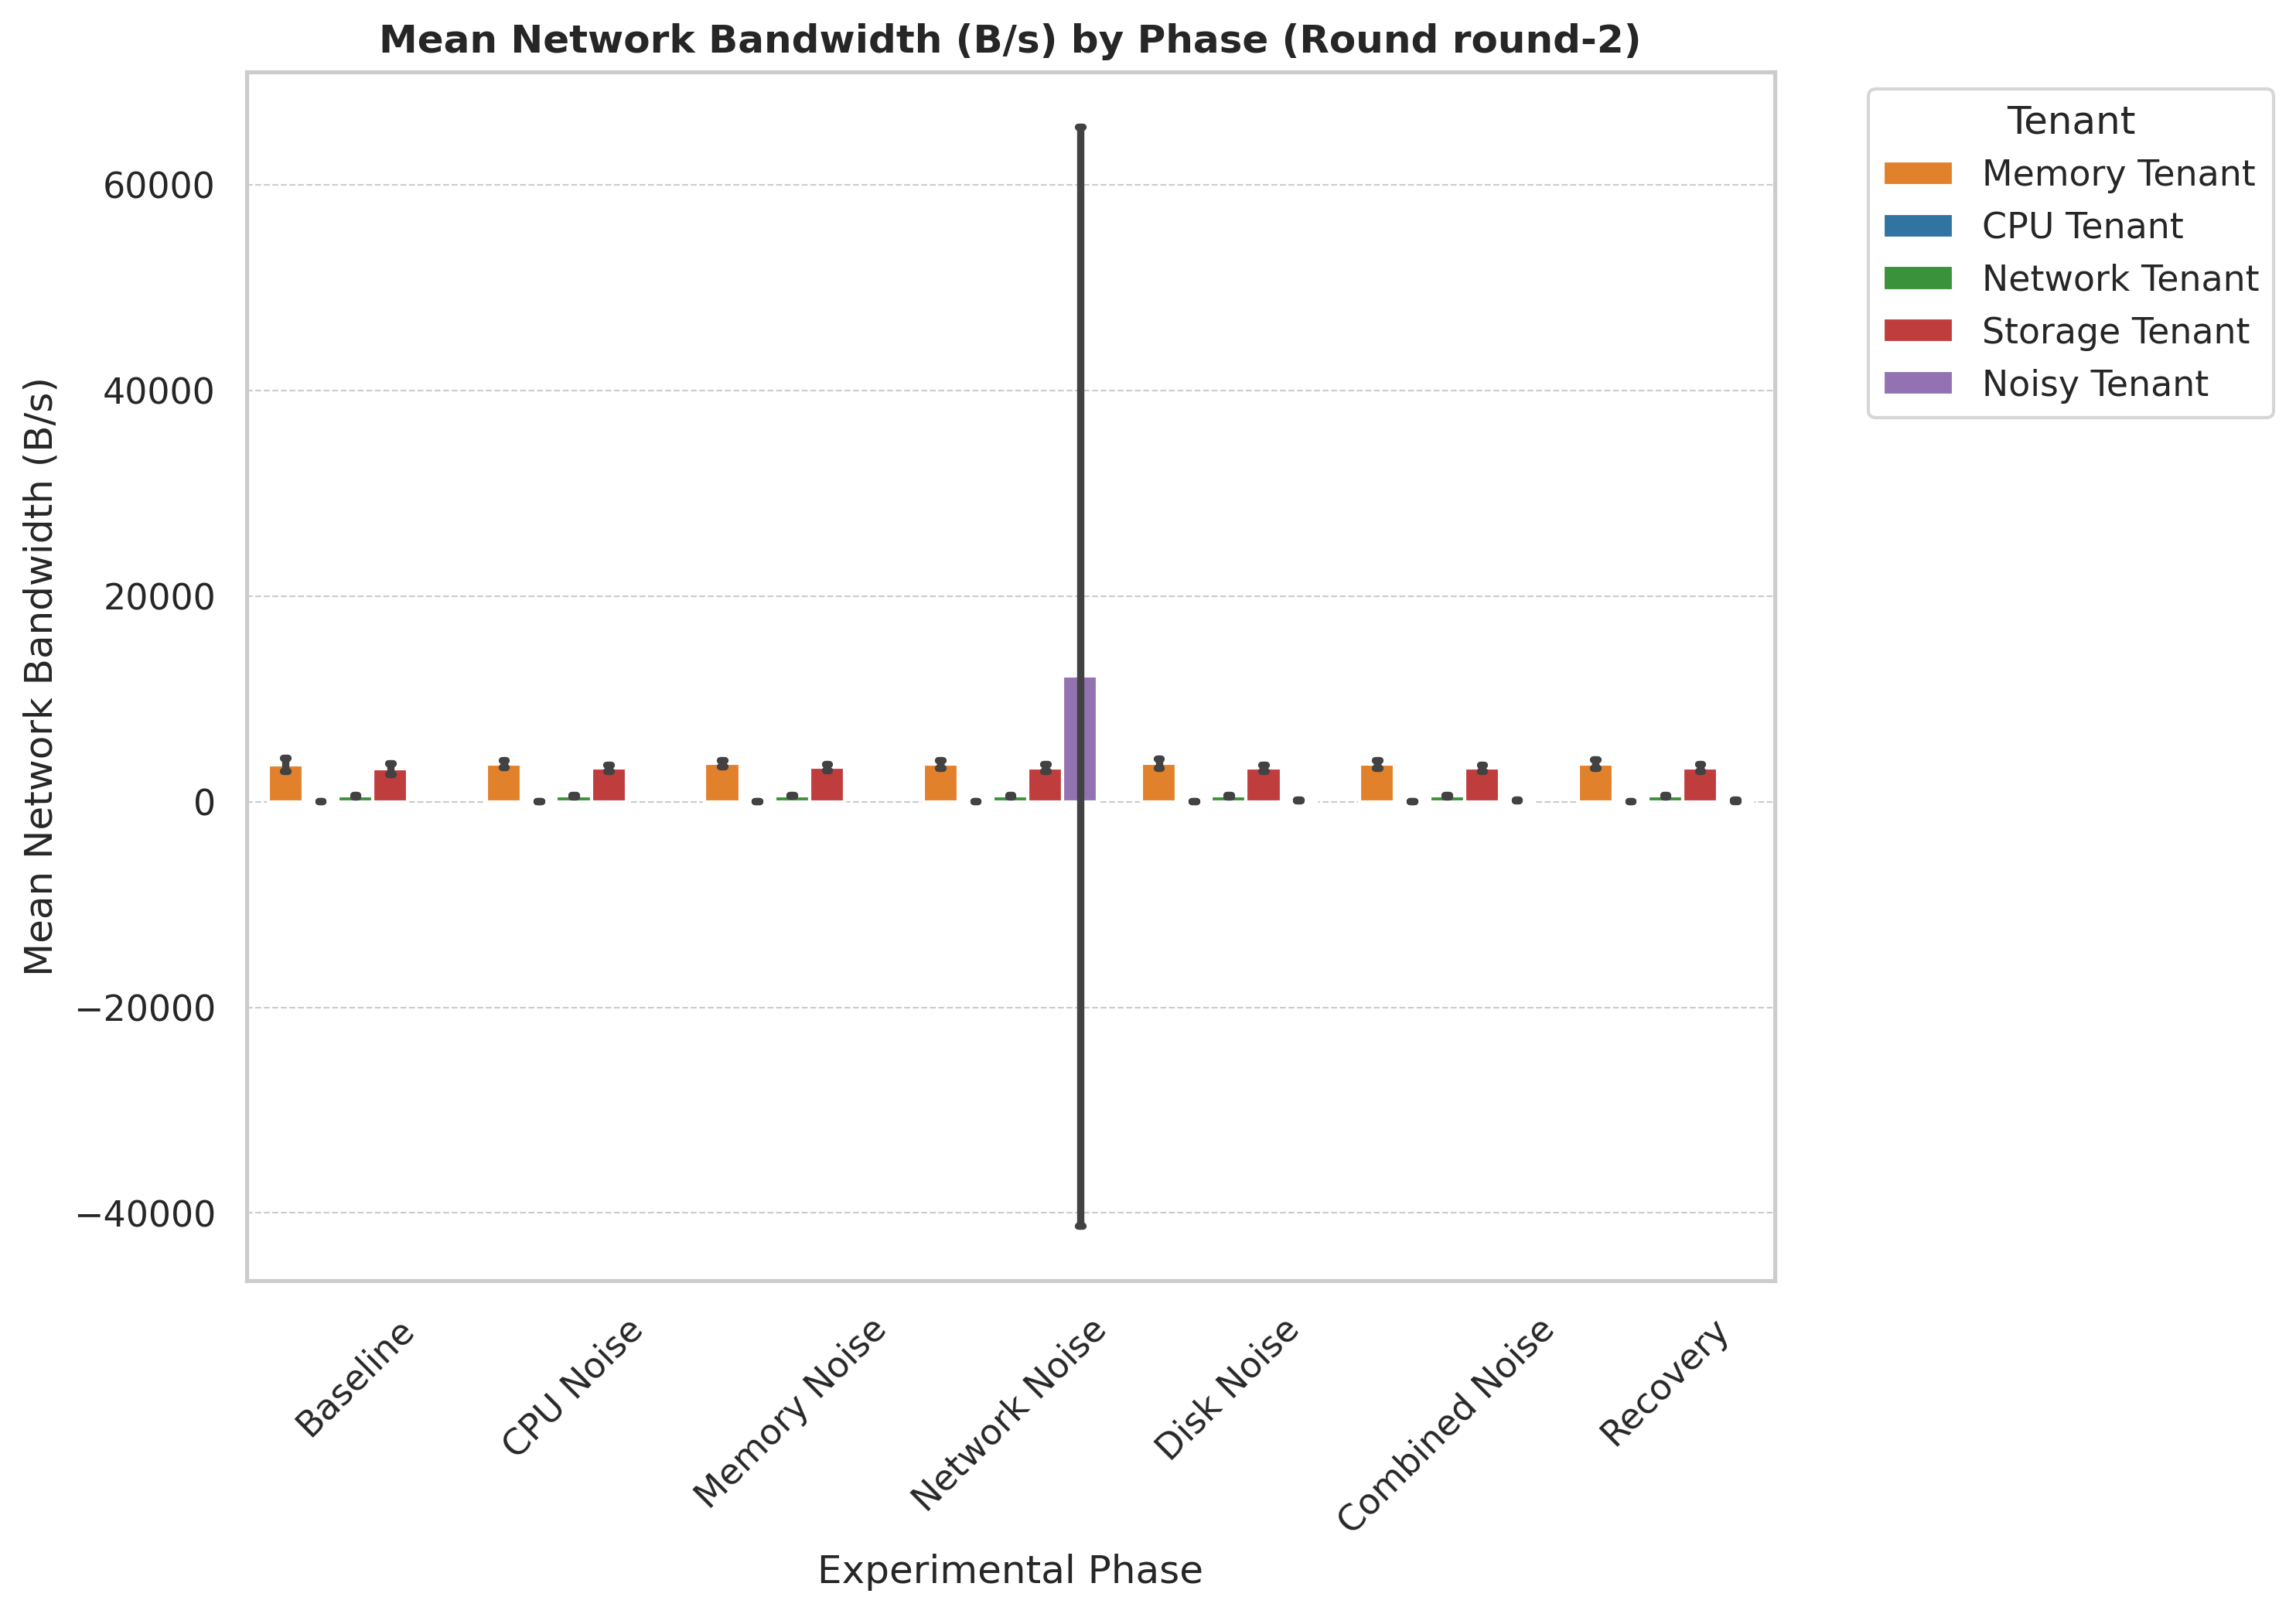 Mean Network Bandwidth (B/s) by Phase (Round round-2)
Mean Network Bandwidth (B/s)
60000
40000
20000
0
−20000
−40000
Baseline
CPU Noise
Memory Noise
Network Noise
Disk Noise
Combined Noise
Recovery
Experimental Phase
Tenant
Memory Tenant
CPU Tenant
Network Tenant
Storage Tenant
Noisy Tenant